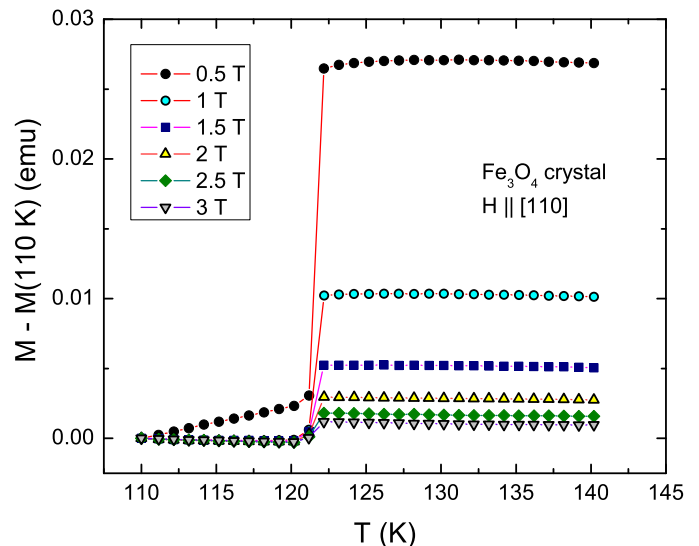 0.03
0.02
0.01
0.00
M - M(110 K) (emu)
0.5 T
1 T
1.5 T
2 T
2.5 T
3 T
Fe₃O₄ crystal
H || [110]
110 115 120 125 130 135 140 145
T (K)